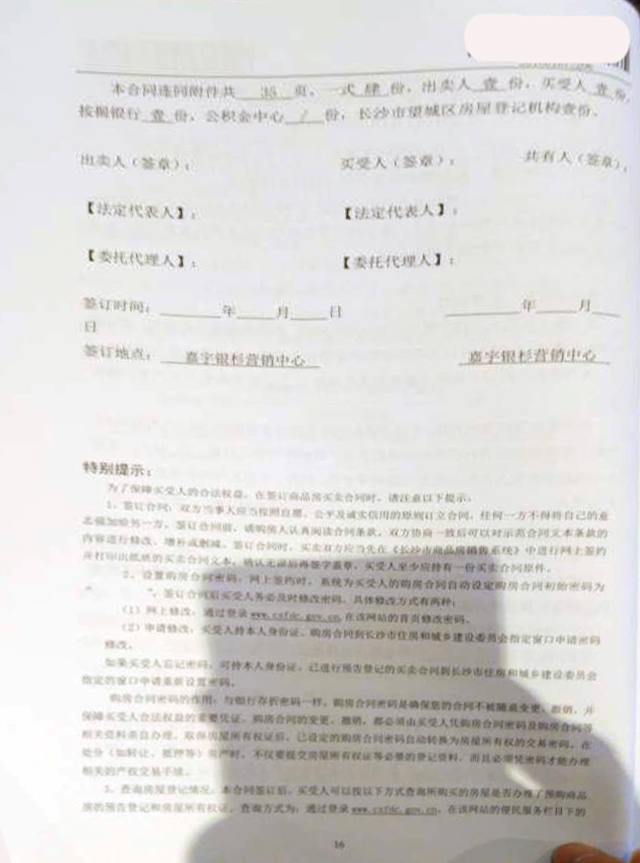 本合同连同附件共 35 页,一式 肆 份,出卖人 壹 份,买受人 壹 份,
按揭银行 壹 份,公积金中心 / 份,长沙市望城区房屋登记机构壹份。
出卖人(签章): 买受人(签章): 共有人(签章):
【法定代表人】: 【法定代表人】:
【委托代理人】: 【委托代理人】:
签订时间:______年____月____日 ______年____月__
日
签订地点: 嘉宇银杉营销中心 嘉宇银杉营销中心
特别提示:
为了保障买受人的合法权益,在签订商品房买卖合同时,请注意以下提示:
1、签订合同:双方当事人应当按照自愿、公平及诚实信用的原则订立合同,任何一方不得将自己的意
志强加给另一方。签订合同前,请购房人认真阅读合同条款,双方协商一致后可以对示范合同文本条款的
内容进行修改、增补或删减。签订合同时,买卖双方应当先在《长沙市商品房销售系统》中进行网上签约
并打印出纸质的买卖合同文本,确认无误后再签字盖章,买受人至少应持有一份买卖合同原件。
2、设置购房合同密码:网上签约时,系统为买受人的购房合同自动设定购房合同初始密码为
“ ”,签订合同后买受人务必及时修改密码,具体修改方式有两种:
(1)网上修改:通过登录www.csfdc.gov.cn,在该网站的首页修改密码。
(2)申请修改:买受人持本人身份证、购房合同到长沙市住房和城乡建设委员会指定窗口申请密码
修改。
如果买受人忘记密码,可持本人身份证、已进行预告登记的买卖合同到长沙市住房和城乡建设委员会
指定的窗口申请重新设置密码。
购房合同密码的作用:与银行存折密码一样,购房合同密码是确保您的合同不被随意变更、撤销,并
保障买受人合法权益的重要凭证。购房合同的变更、撤销,都必须由买受人凭购房合同密码及购房合同等
相关资料亲自办理。取得房屋所有权证后,已设定的购房合同密码自动转换为房屋所有权的交易密码,在
处分(如转让、抵押等)房产时,不仅要提交房屋所有权证等必要的登记资料,而且必须凭密码才能办理
相关的产权交易手续。
3、查询房屋登记情况:本合同签订后,买受人可以按以下方式查询所购买的房屋是否办理了预购商品
房的预告登记和房屋所有权证。查询方式为:通过登录www.csfdc.gov.cn,在该网站的便民服务栏目下的
16